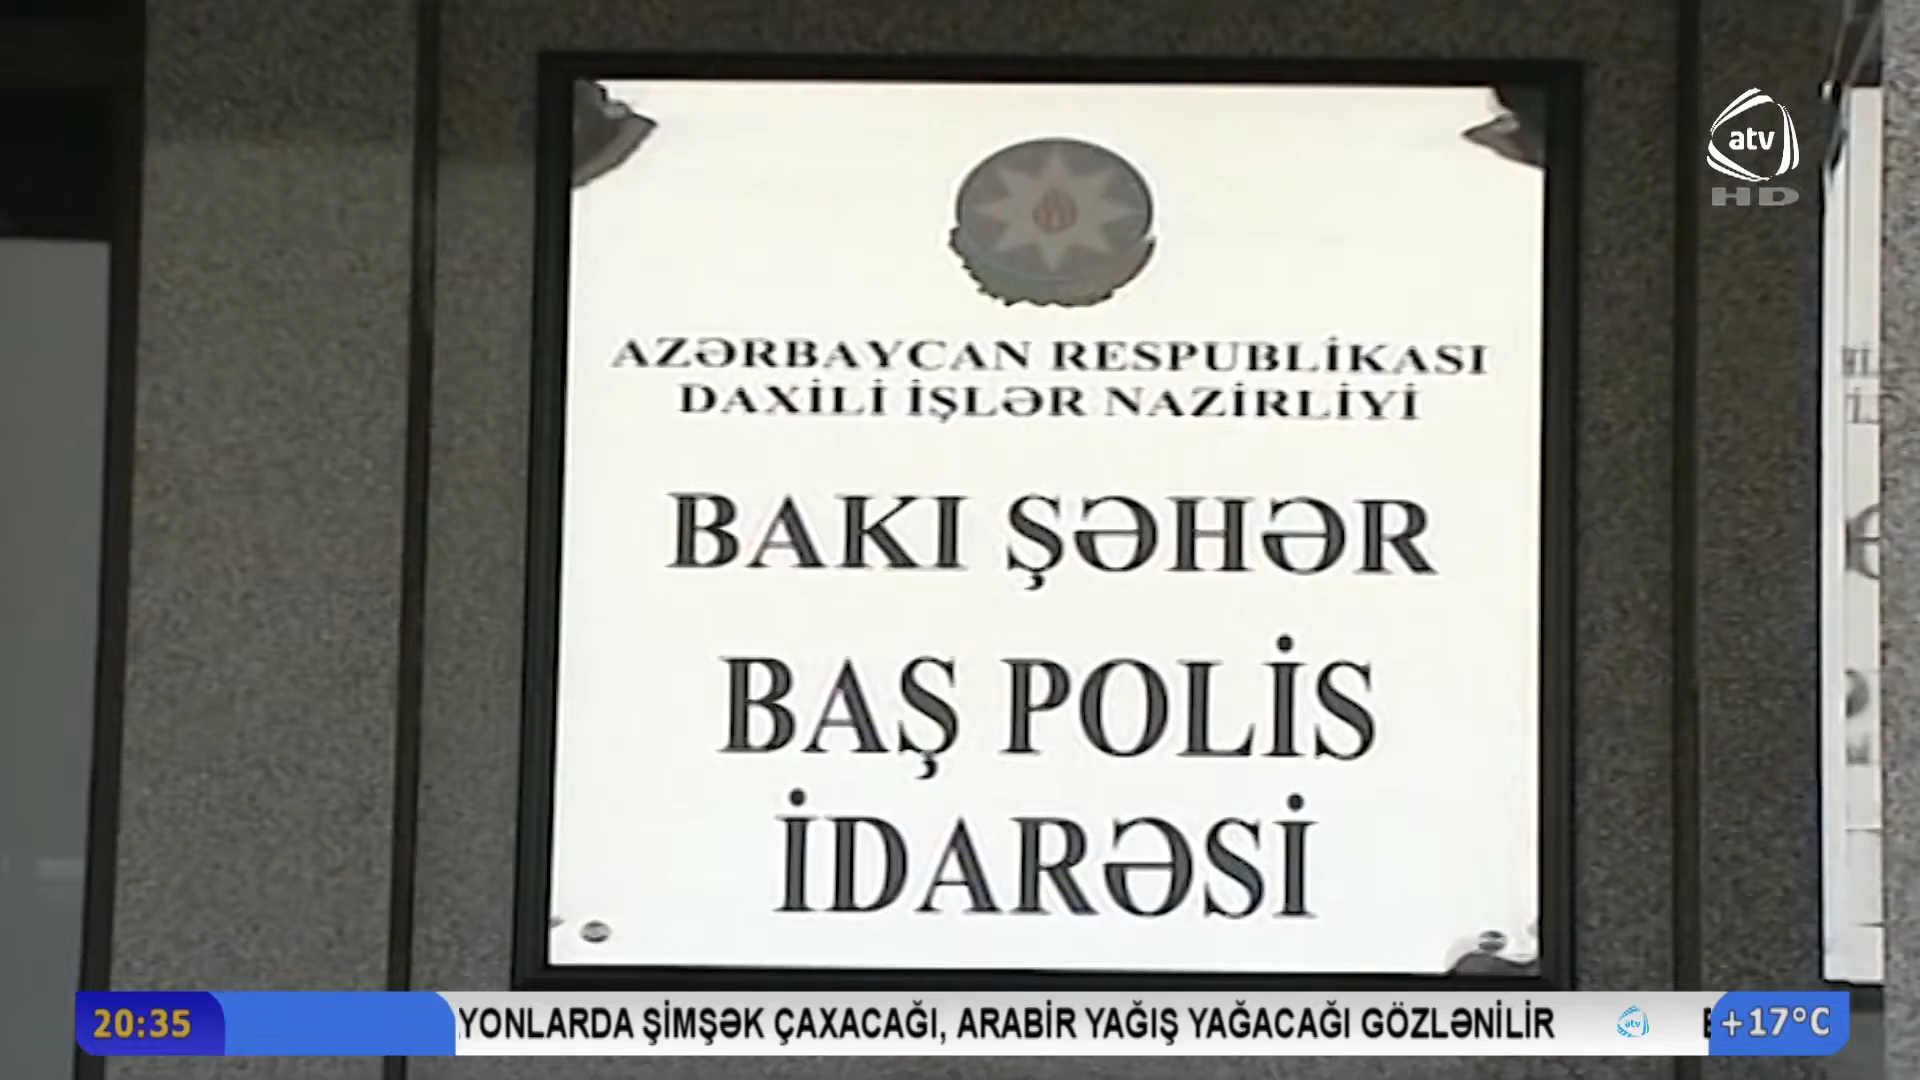 atv
HD
AZƏRBAYCAN RESPUBLİKASI
DAXİLİ İŞLƏR NAZİRLİYİ
BAKI ŞƏHƏR
BAŞ POLİS
İDARƏSİ
20:35
YONLARDA ŞİMŞƏK ÇAXACAĞI, ARABİR YAĞIŞ YAĞACAĞI GÖZLƏNİLİR
atv
+17°C